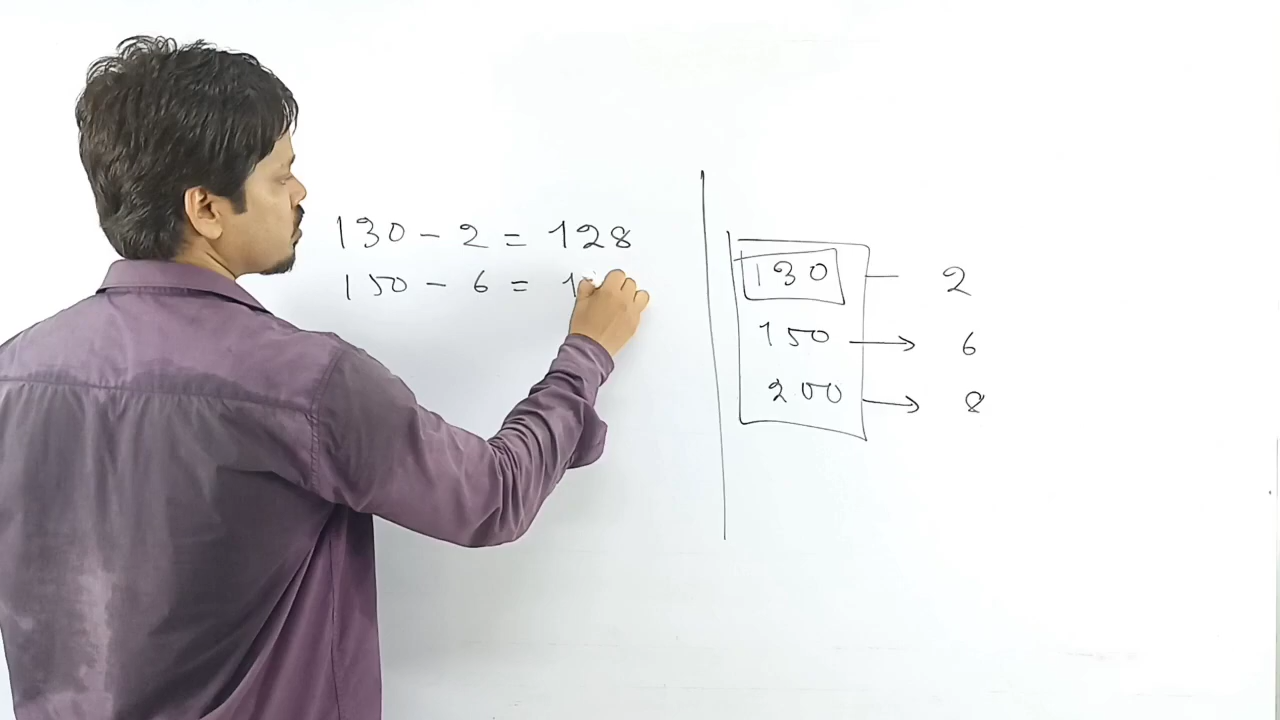 130 - 2 = 128
150 - 6 = 1
130 — 2
150 → 6
200 → 8